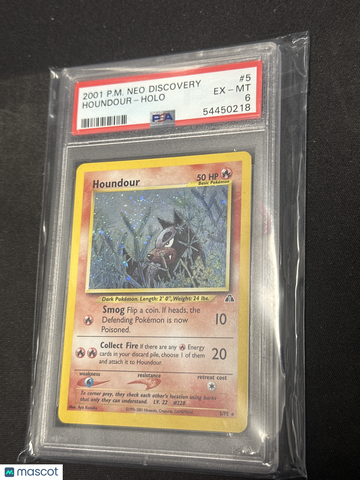 2001 P.M. NEO DISCOVERY #5
HOUNDOUR - HOLO EX - MT
6
PSA 54450218
Houndour 50 HP
Basic Pokémon
Dark Pokémon. Length: 2' 0", Weight: 24 lbs.
Smog Flip a coin. If heads, the
Defending Pokémon is now
Poisoned.
10
Collect Fire If there are any Energy
cards in your discard pile, choose 1 of them
and attach it to Houndour.
20
weakness resistance retreat cost
To corner prey, they check each other's location using barks
that only they can understand. LV. 22 #228
5/75
mascot